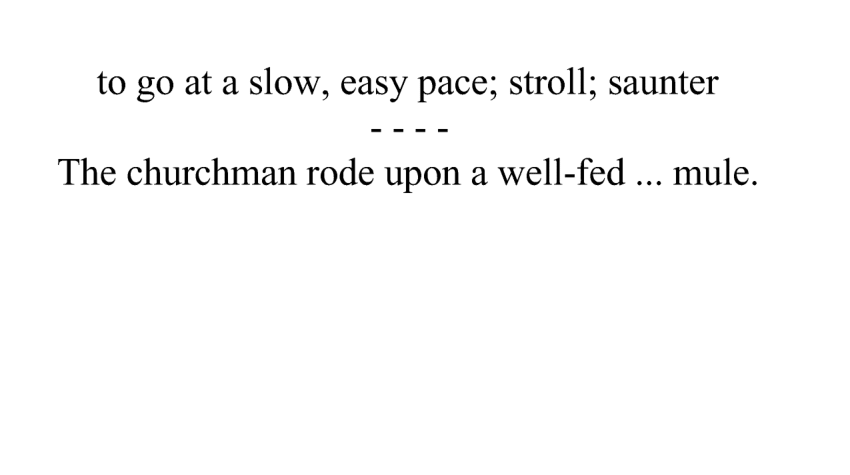 to go at a slow, easy pace; stroll; saunter
- - - -
The churchman rode upon a well-fed ... mule.